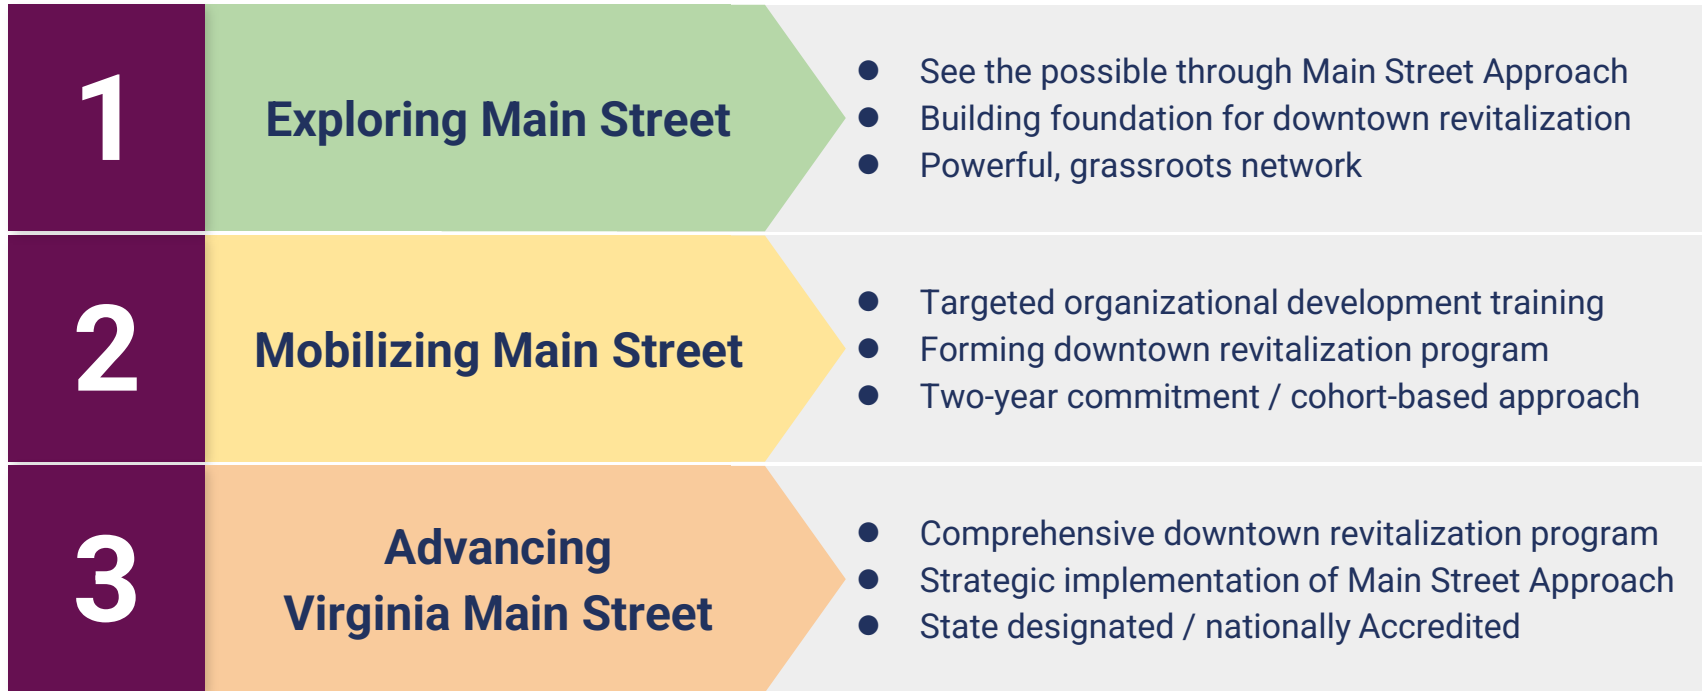 1
Exploring Main Street
● See the possible through Main Street Approach
● Building foundation for downtown revitalization
● Powerful, grassroots network
2
Mobilizing Main Street
● Targeted organizational development training
● Forming downtown revitalization program
● Two-year commitment / cohort-based approach
3
Advancing
Virginia Main Street
● Comprehensive downtown revitalization program
● Strategic implementation of Main Street Approach
● State designated / nationally Accredited